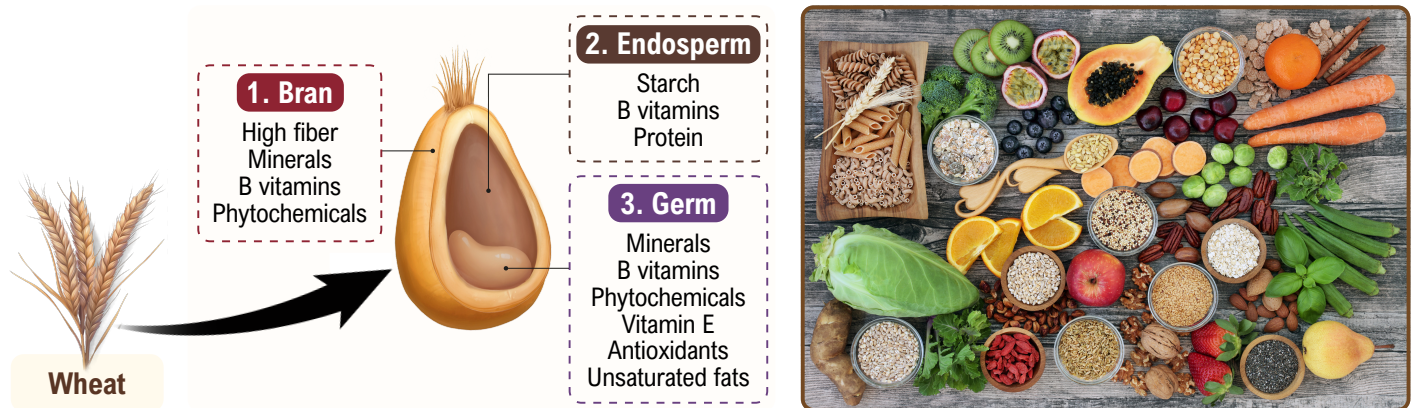 1. Bran
High fiber
Minerals
B vitamins
Phytochemicals
2. Endosperm
Starch
B vitamins
Protein
3. Germ
Minerals
B vitamins
Phytochemicals
Vitamin E
Antioxidants
Unsaturated fats
Wheat